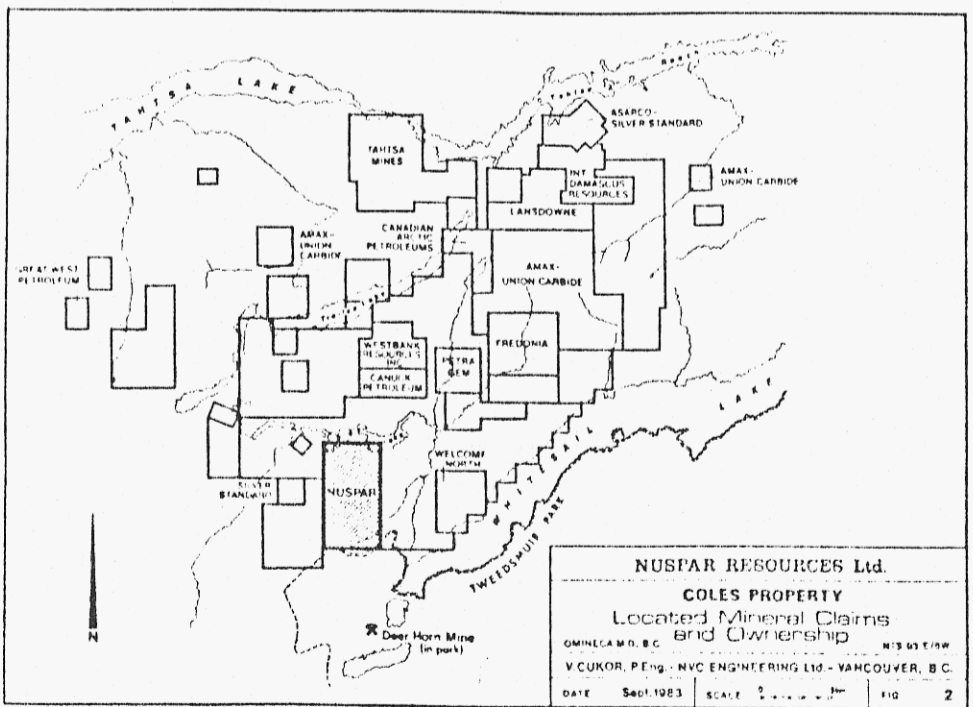 TAHTSA LAKE
Reach
ASARCO-
SILVER STANDARD
TAHTSA
MINES
INT.
DAMASCUS
RESOURCES
AMAX-
UNION CARBIDE
LANSDOWNE
CANADIAN
ARCTIC
PETROLEUMS
AMAX-
UNION
CARBIDE
GREAT WEST
PETROLEUM
AMAX-
UNION CARBIDE
WESTBANK
RESOURCES
INC.
PETRA
GEM
FREDONIA
PETROLEUM
WHITESAIL LAKE
WELCOME
NORTH
SILVER
STANDARD
NUSPAR
TWEEDSMUIR PARK
N
Deer Horn Mine
(in park)
NUSPAR RESOURCES Ltd.
COLES PROPERTY
Located Mineral Claims
and Ownership
OMINECA M.D. B.C.
V. CUKOR, P.Eng. - NVC ENGINEERING Ltd. - VANCOUVER, B.C.
DATE Sept. 1983 SCALE 0 FIG 2